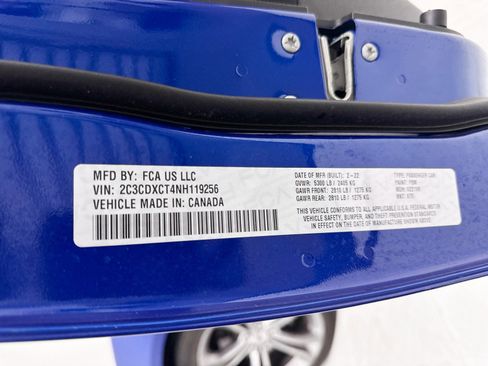 MFD BY: FCA US LLC
VIN: 2C3CDXCT4NH119256
VEHICLE MADE IN: CANADA
DATE OF MFR (BUILT): 2-22
GVWR: 5300 LB / 2405 KG
GAWR FRONT: 2810 LB / 1275 KG
GAWR REAR: 2810 LB / 1275 KG
TYPE: PASSENGER CAR
PAINT:
MDH:
VEHICLE CONFORMS TO ALL APPLICABLE U.S. FEDERAL MOTOR
VEHICLE SAFETY, BUMPER, AND THEFT PREVENTION STANDARDS
IN EFFECT ON THE DATE OF MANUFACTURE SHOWN ABOVE